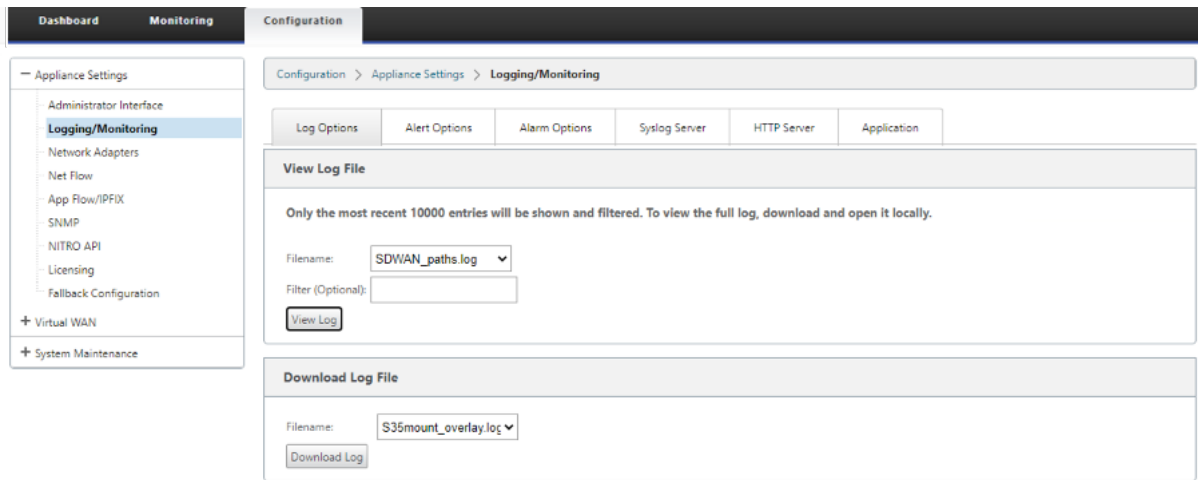 Dashboard Monitoring Configuration
Appliance Settings
Administrator Interface
Logging/Monitoring
Network Adapters
Net Flow
App Flow/IPFIX
SNMP
NITRO API
Licensing
Fallback Configuration
Virtual WAN
System Maintenance
Configuration > Appliance Settings > Logging/Monitoring
Log Options Alert Options Alarm Options Syslog Server HTTP Server Application
View Log File
Only the most recent 10000 entries will be shown and filtered. To view the full log, download and open it locally.
Filename: SDWAN_paths.log
Filter (Optional):
View Log
Download Log File
Filename: S35mount_overlay.log
Download Log